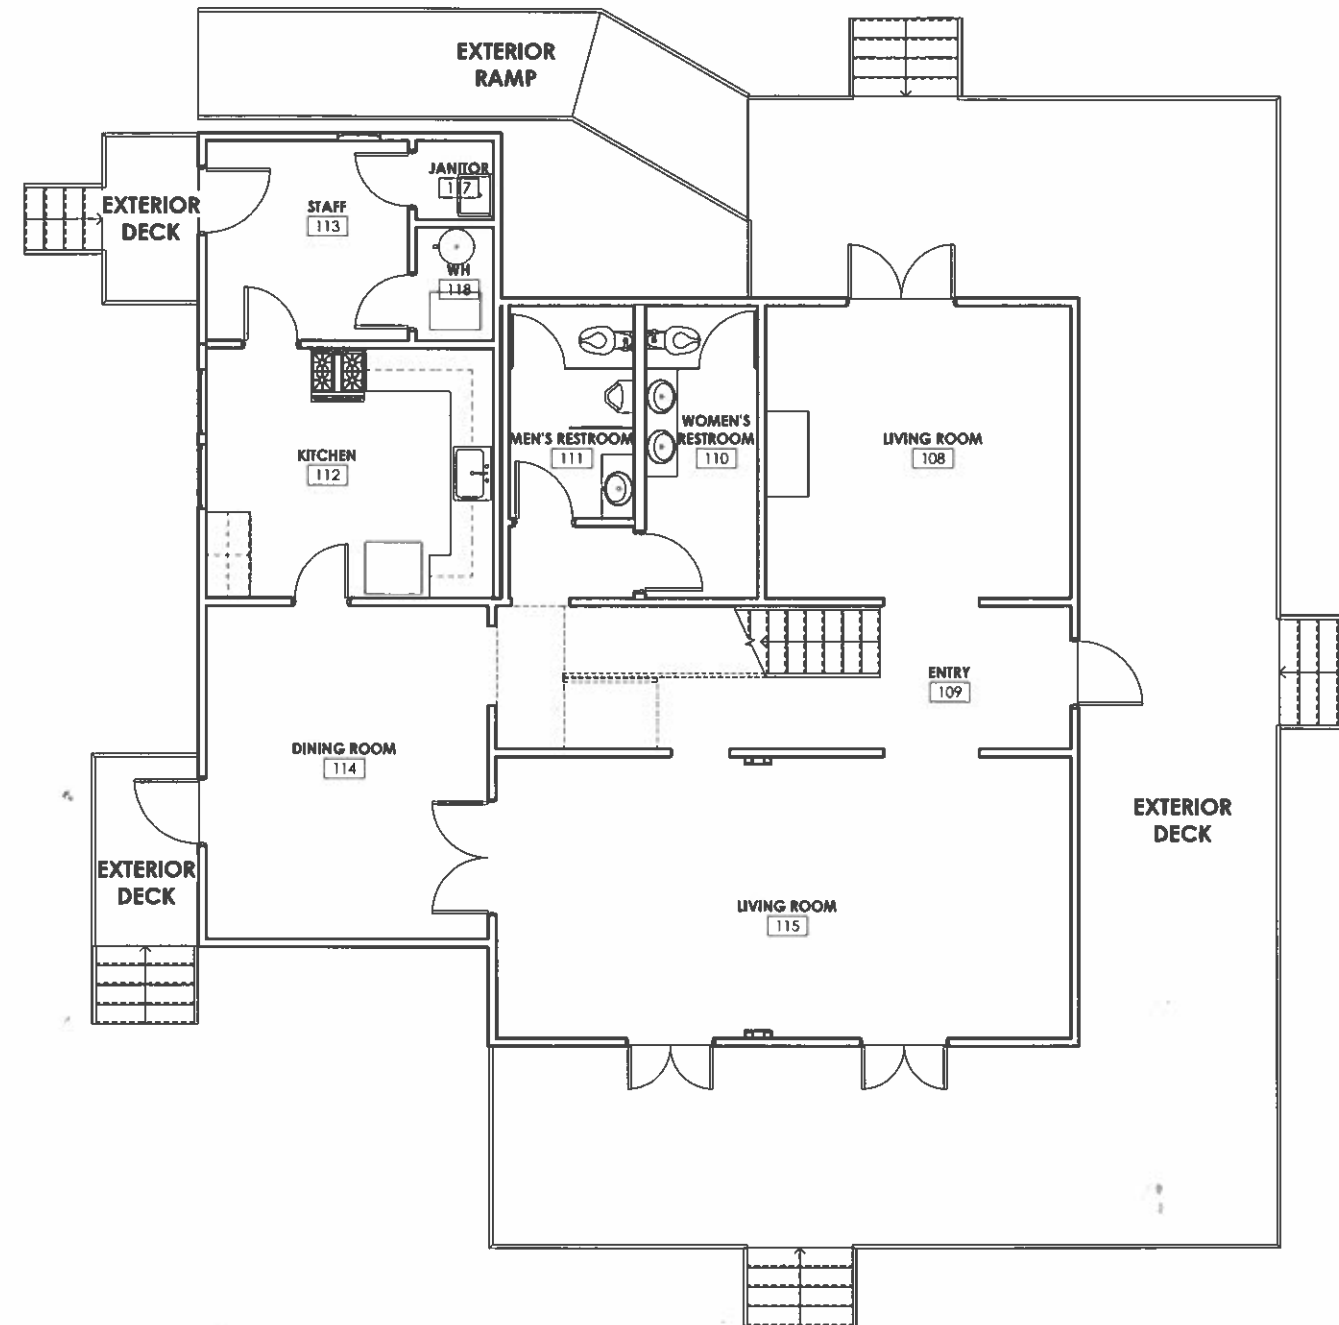 EXTERIOR
RAMP
JANITOR
117
EXTERIOR
DECK
STAFF
113
WH
118
WOMEN'S
RESTROOM
110
MEN'S RESTROOM
111
LIVING ROOM
108
KITCHEN
112
ENTRY
109
DINING ROOM
114
EXTERIOR
DECK
EXTERIOR
DECK
LIVING ROOM
115